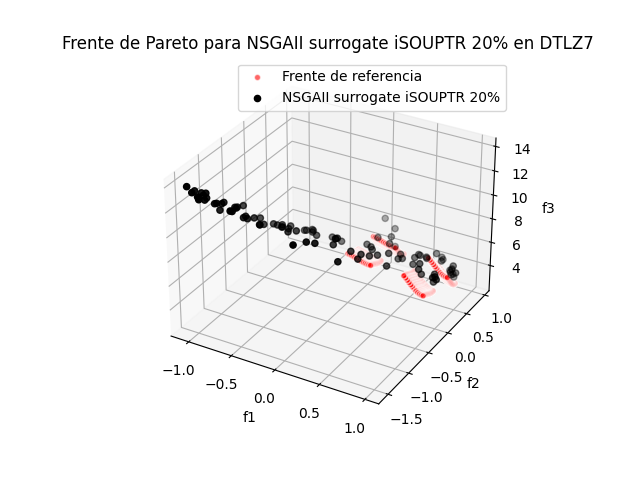 Frente de Pareto para NSGAII surrogate iSOUPTR 20% en DTLZ7
Frente de referencia
NSGAII surrogate iSOUPTR 20%
14
12
10
8
6
4
f3
1.0
0.5
0.0
−0.5
−1.0
−1.5
f2
−1.0
−0.5
0.0
0.5
1.0
f1